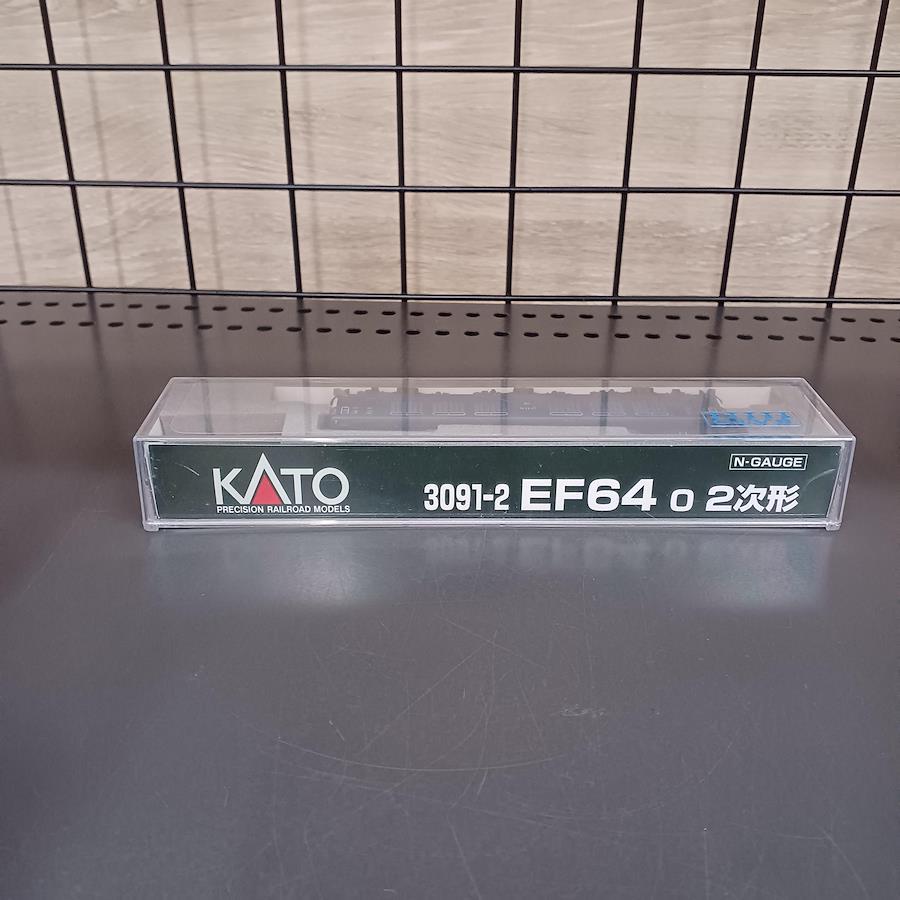 N-GAUGE
KATO 3091-2 EF64 0 2次形
PRECISION RAILROAD MODELS